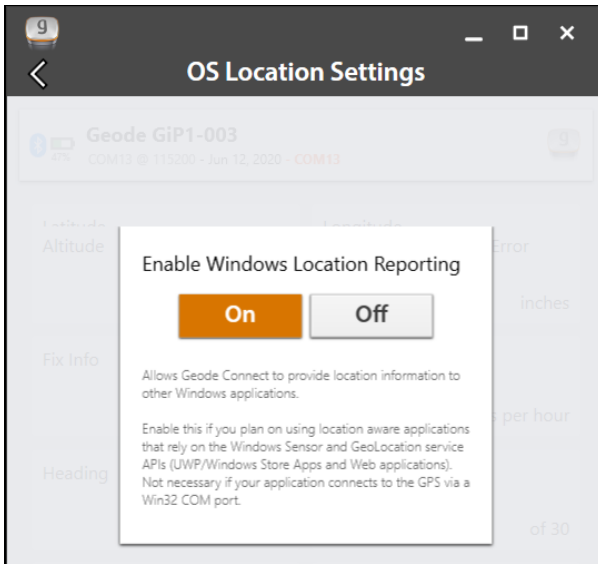 g
OS Location Settings
Geode GiP1-003
47%
COM13 @ 115200 - Jun 12, 2020 - COM13
g
Latitude
Longitude
Altitude
Error
inches
Enable Windows Location Reporting
On
Off
Fix Info
Allows Geode Connect to provide location information to
other Windows applications.
Enable this if you plan on using location aware applications
that rely on the Windows Sensor and GeoLocation service
APIs (UWP/Windows Store Apps and Web applications).
Not necessary if your application connects to the GPS via a
Win32 COM port.
per hour
Heading
of 30